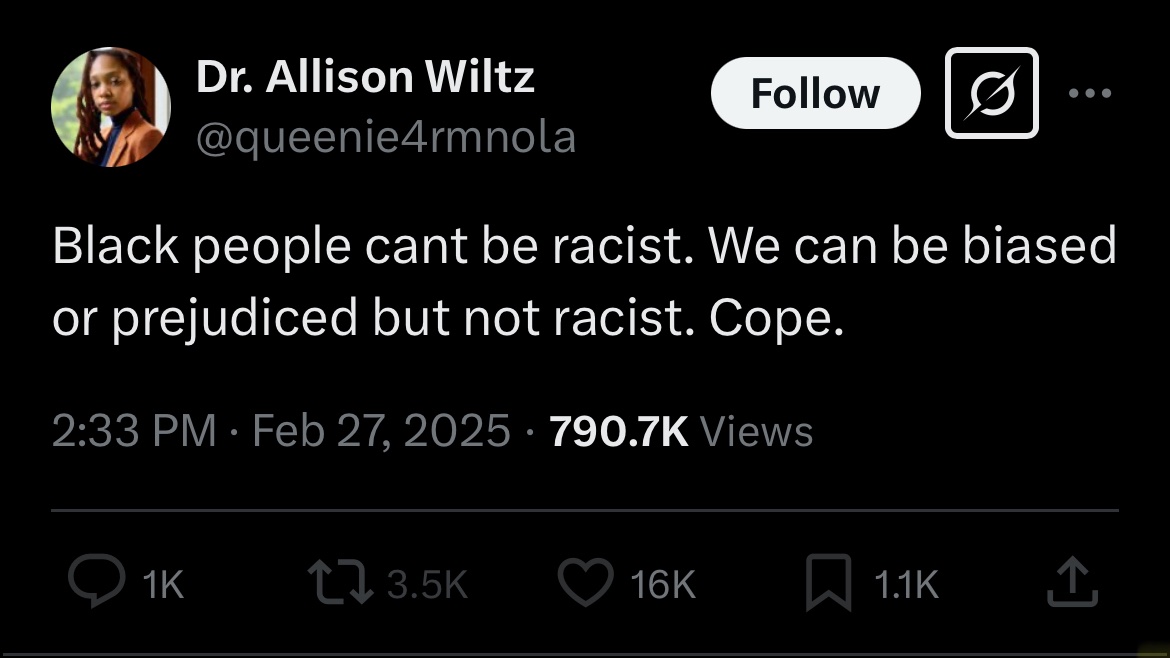 Dr. Allison Wiltz
Follow
@queenie4rmnola
Black people cant be racist. We can be biased
or prejudiced but not racist. Cope.
2:33 PM · Feb 27, 2025 · 790.7K Views
1K 3.5K 16K 1.1K